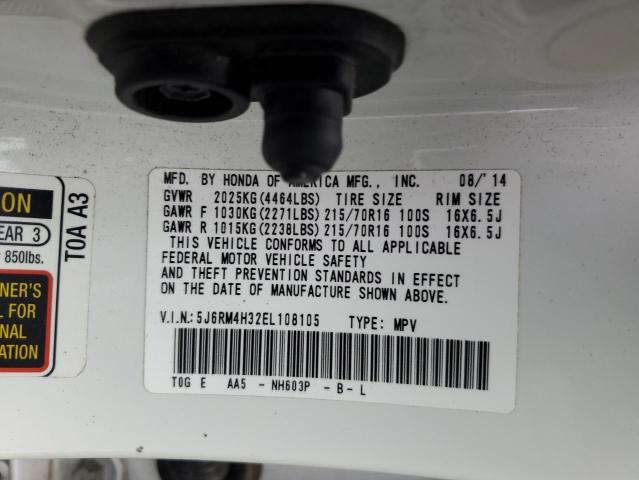 MFD. BY HONDA OF AMERICA MFG., INC. 08/'14
GVWR 2025KG(4464LBS) TIRE SIZE RIM SIZE
GAWR F 1030KG(2271LBS) 215/70R16 100S 16X6.5J
GAWR R 1015KG(2238LBS) 215/70R16 100S 16X6.5J
THIS VEHICLE CONFORMS TO ALL APPLICABLE
FEDERAL MOTOR VEHICLE SAFETY
AND THEFT PREVENTION STANDARDS IN EFFECT
ON THE DATE OF MANUFACTURE SHOWN ABOVE.
V.I.N.:5J6RM4H32EL108105 TYPE: MPV
T0G E AA5 - NH603P - B - L
T0A A3
ON
EAR 3
850lbs.
NER'S
L FOR
NAL
ATION